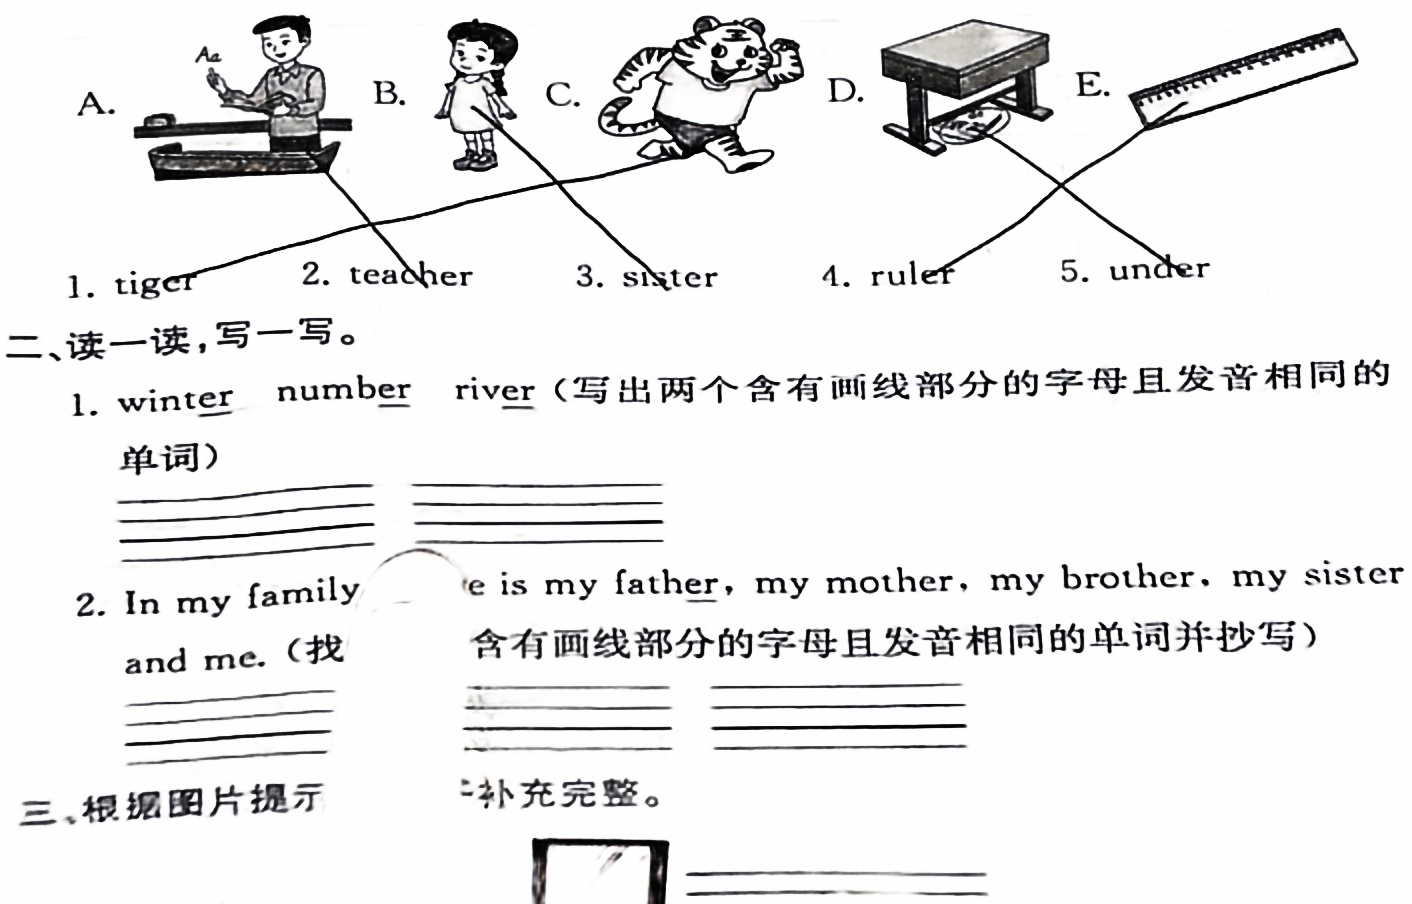 Aa
A. B. C. D. E.
1. tiger 2. teacher 3. sister 4. ruler 5. under
二、读一读,写一写。
1. winter number river(写出两个含有画线部分的字母且发音相同的
单词)
2. In my family e is my father, my mother, my brother, my sister
and me.(找 含有画线部分的字母且发音相同的单词并抄写)
三、根据图片提示 补充完整。